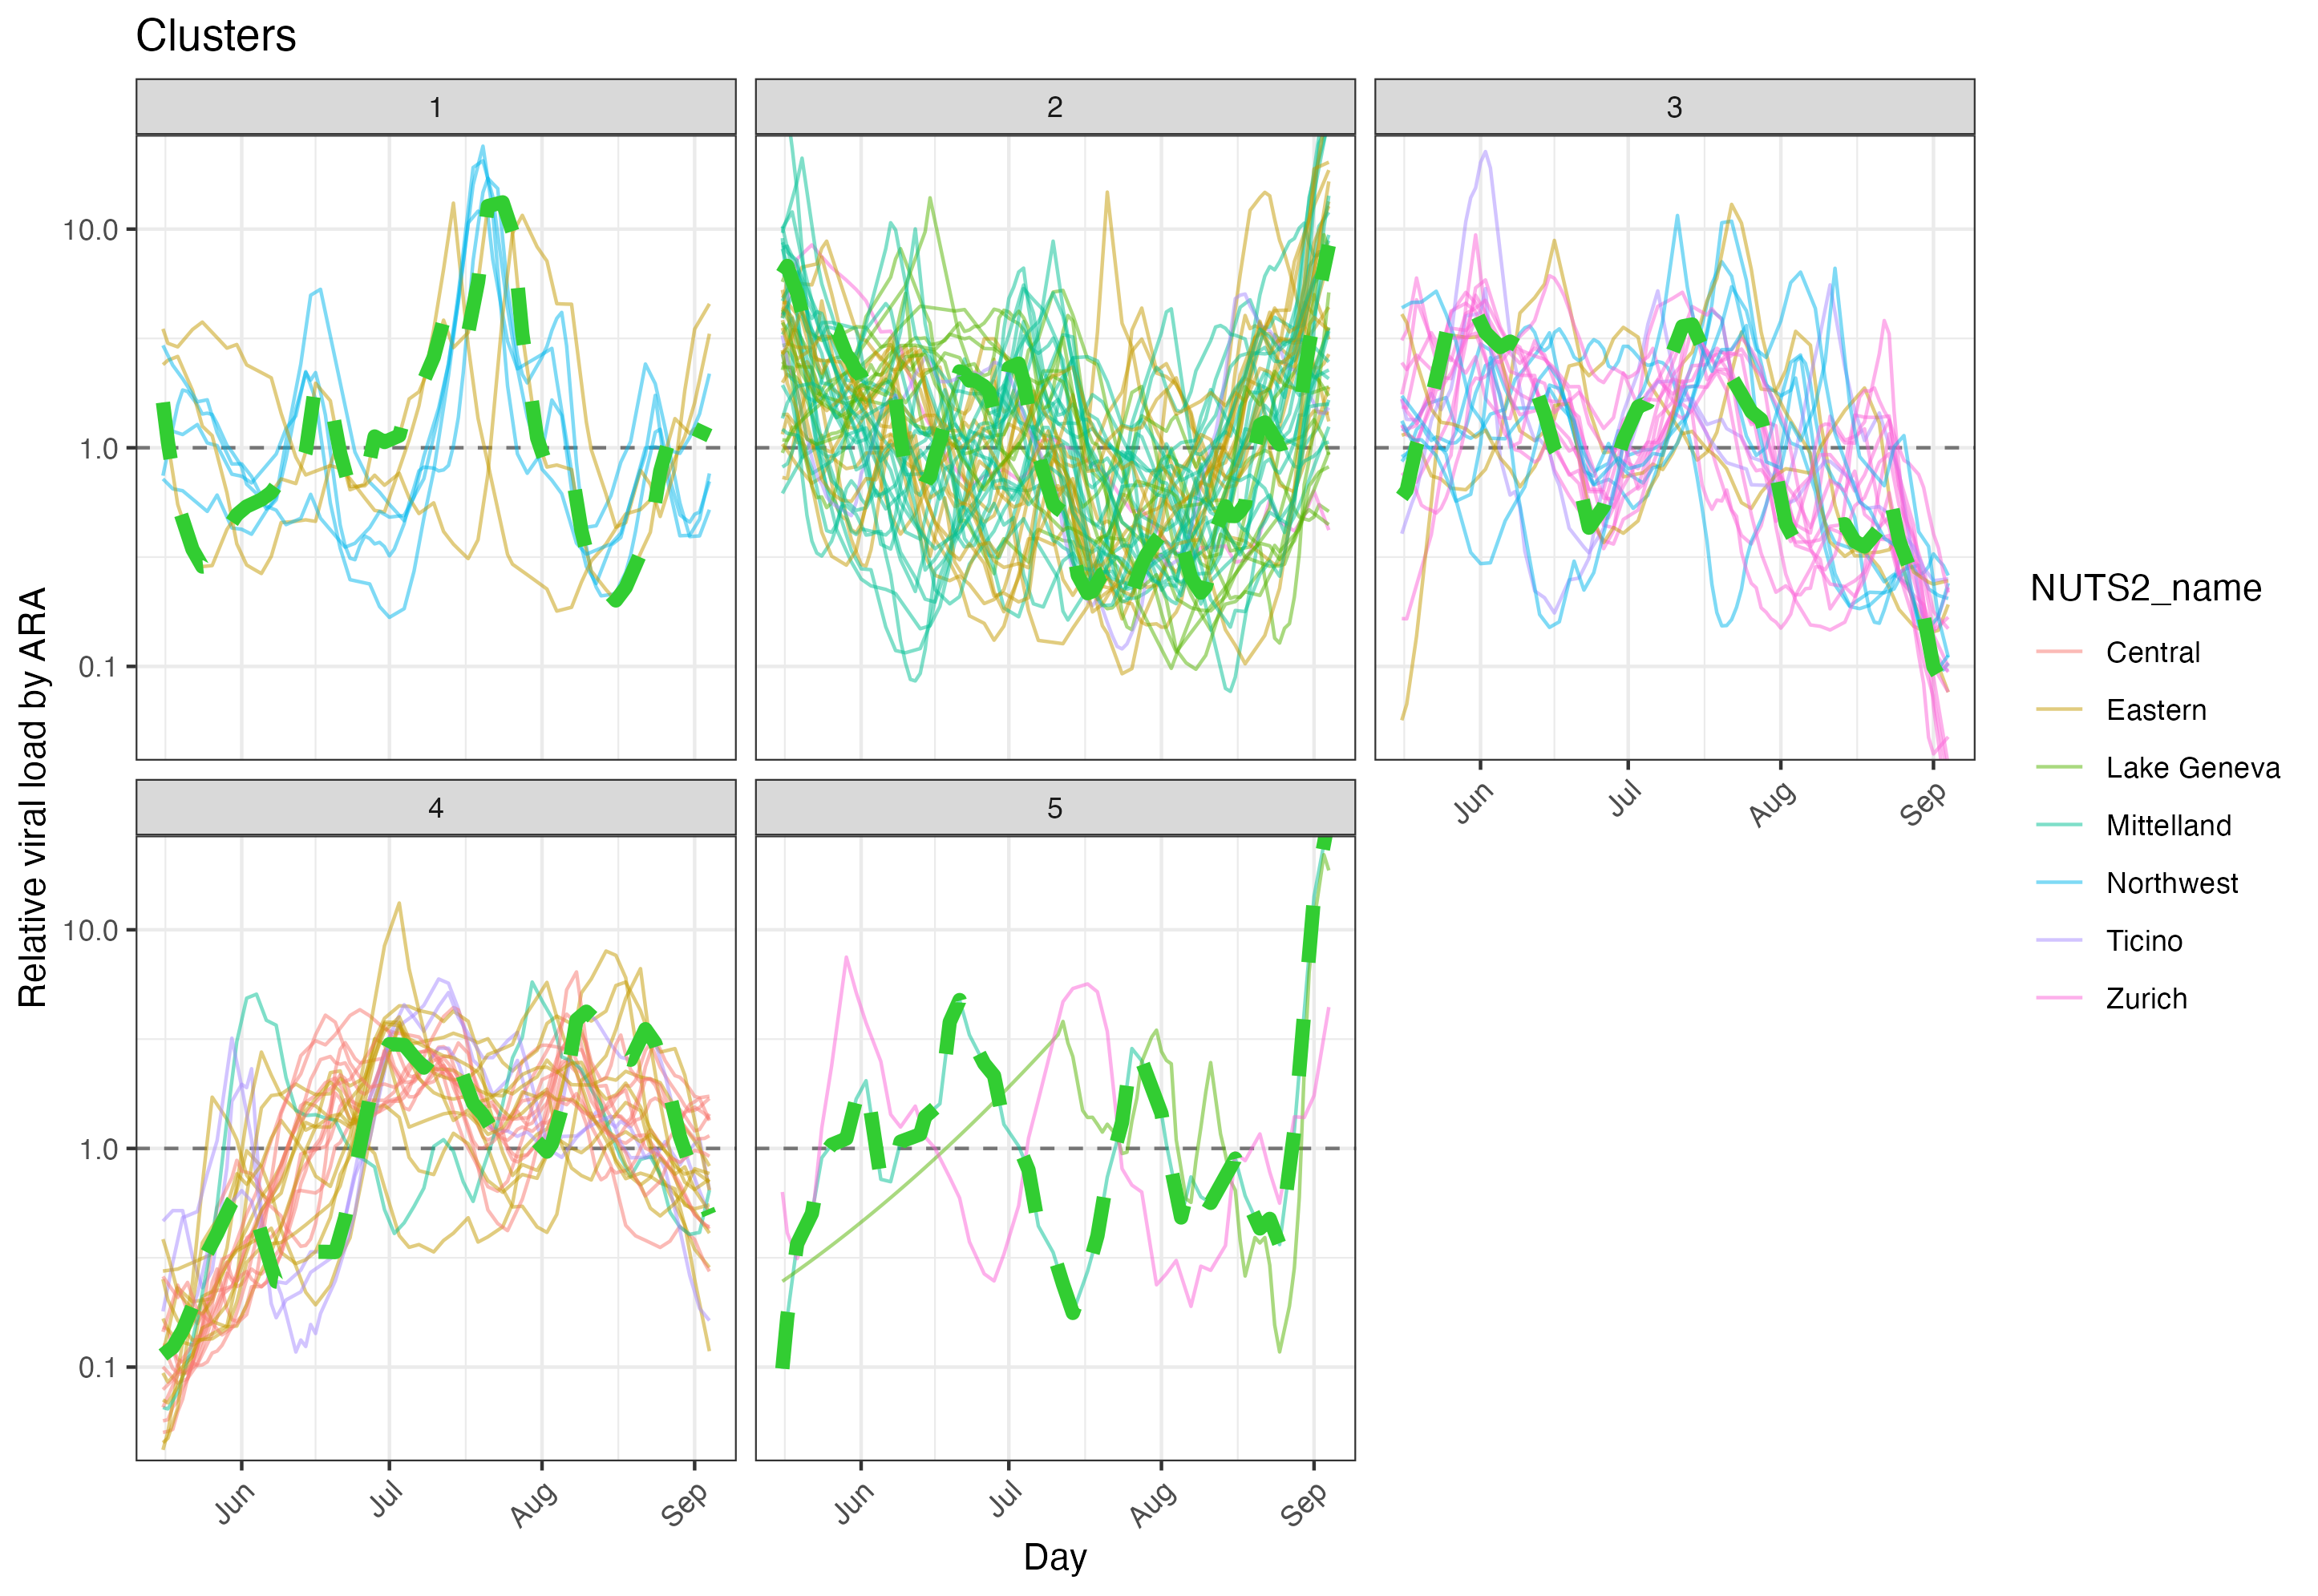 Clusters
1
2
3
10.0
1.0
0.1
Jun
Jul
Aug
Sep
4
5
10.0
1.0
0.1
Jun
Jul
Aug
Sep
Jun
Jul
Aug
Sep
Day
Relative viral load by ARA
NUTS2_name
Central
Eastern
Lake Geneva
Mittelland
Northwest
Ticino
Zurich